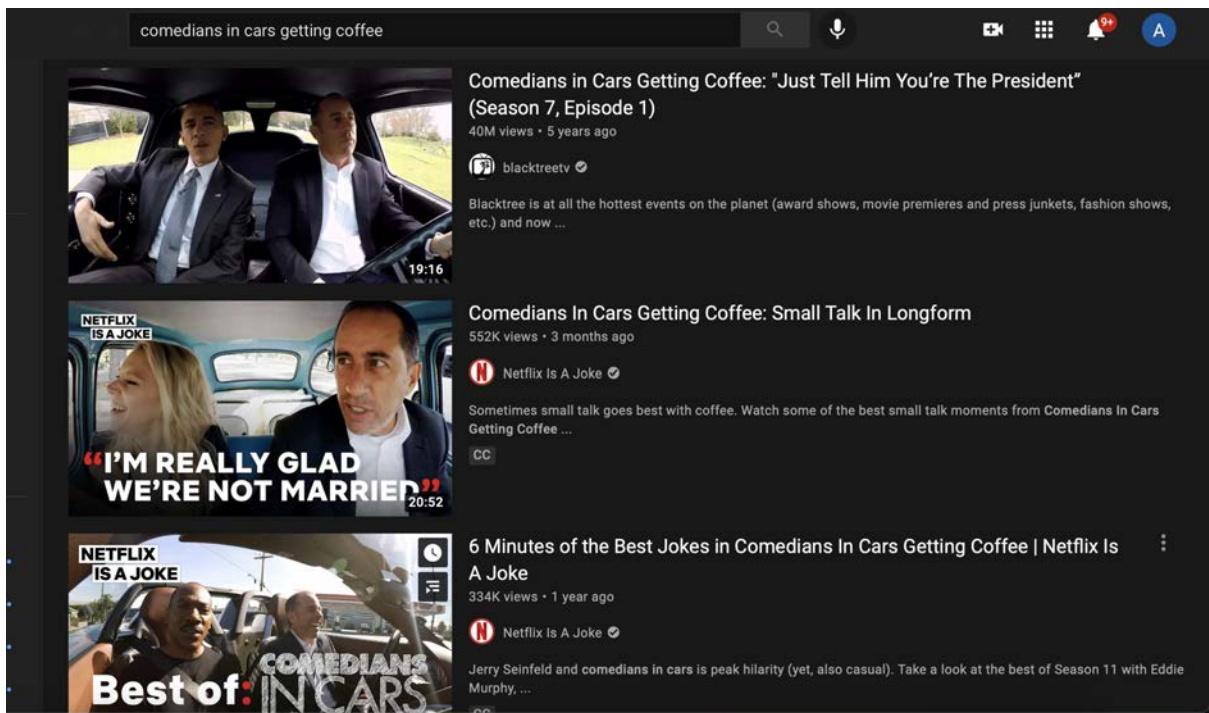 comedians in cars getting coffee
9+
A
Comedians in Cars Getting Coffee: "Just Tell Him You’re The President”
(Season 7, Episode 1)
40M views • 5 years ago
blacktreetv
Blacktree is at all the hottest events on the planet (award shows, movie premieres and press junkets, fashion shows,
etc.) and now ...
19:16
NETFLIX
IS A JOKE
“I’M REALLY GLAD
WE’RE NOT MARRIED”
20:52
Comedians In Cars Getting Coffee: Small Talk In Longform
552K views • 3 months ago
N Netflix Is A Joke
Sometimes small talk goes best with coffee. Watch some of the best small talk moments from Comedians In Cars
Getting Coffee ...
CC
NETFLIX
IS A JOKE
Best of:
COMEDIANS
IN CARS
6 Minutes of the Best Jokes in Comedians In Cars Getting Coffee | Netflix Is
A Joke
334K views • 1 year ago
N Netflix Is A Joke
Jerry Seinfeld and comedians in cars is peak hilarity (yet, also casual). Take a look at the best of Season 11 with Eddie
Murphy, ...
CC